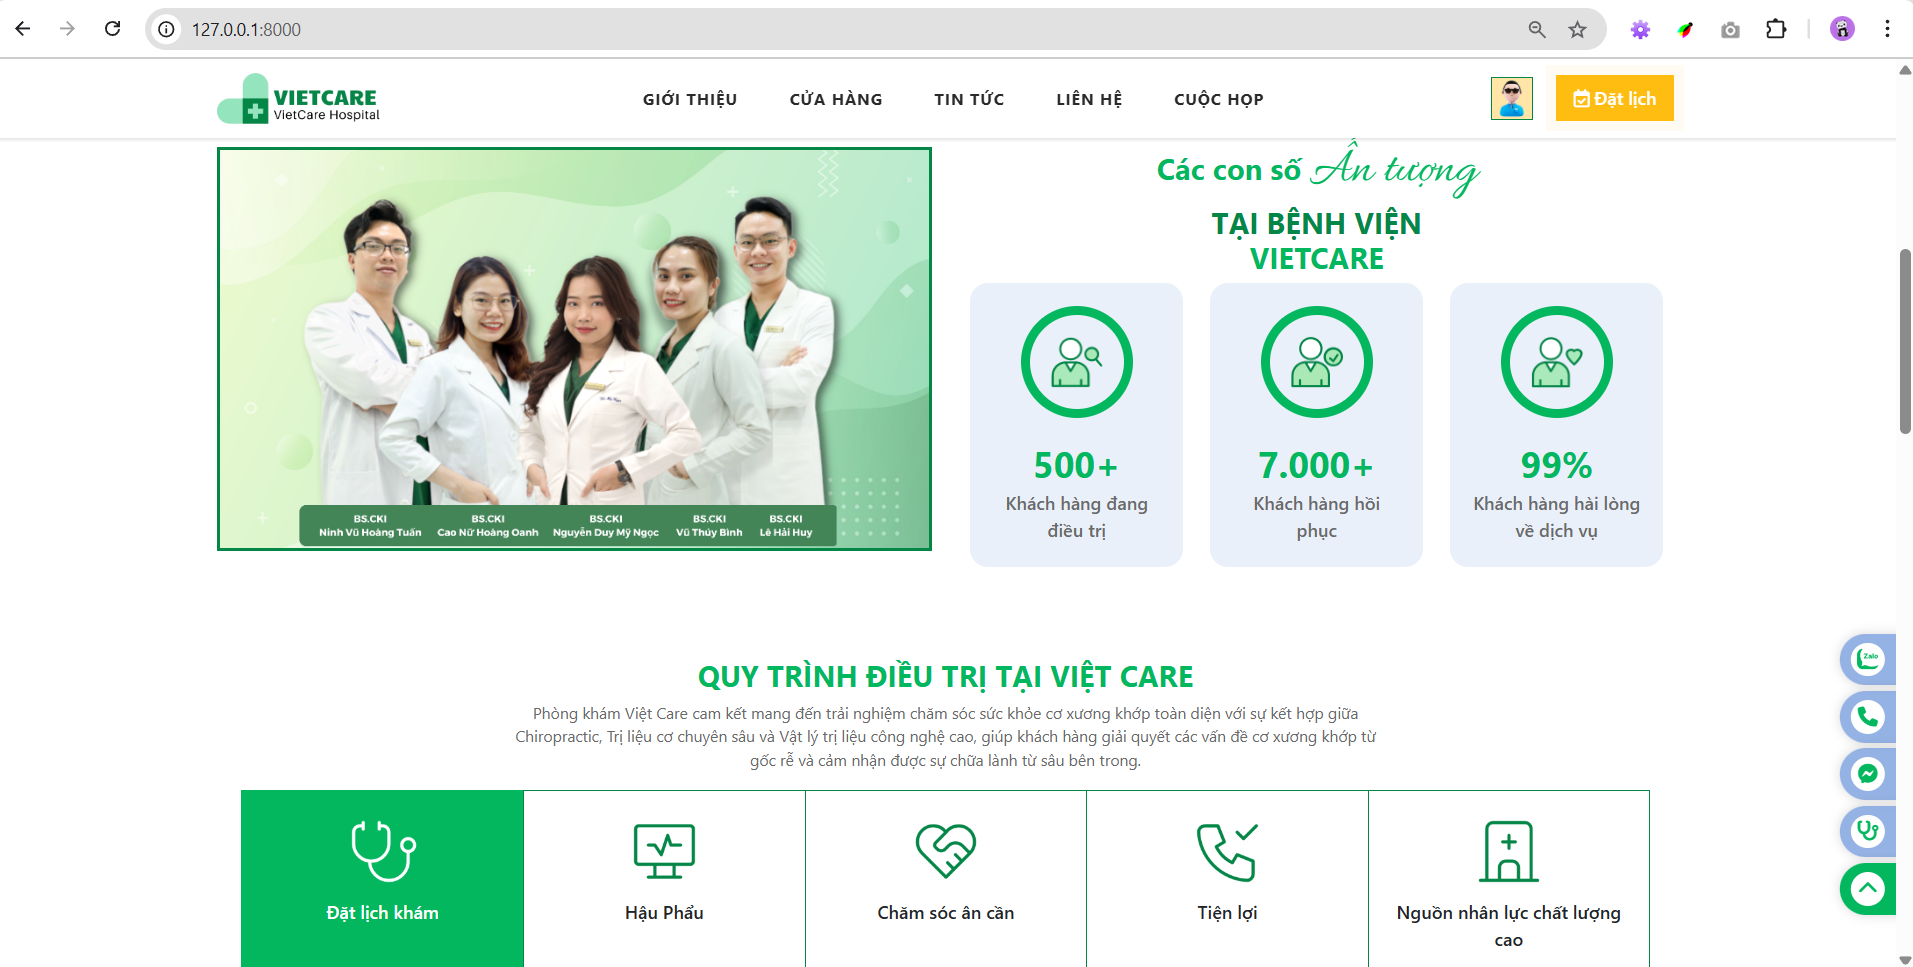 127.0.0.1:8000
VIETCARE
VietCare Hospital
GIỚI THIỆU
CỬA HÀNG
TIN TỨC
LIÊN HỆ
CUỘC HỌP
Đặt lịch
BS.CKI
Ninh Vũ Hoàng Tuấn
BS.CKI
Cao Nữ Hoàng Oanh
BS.CKI
Nguyễn Duy Mỹ Ngọc
BS.CKI
Vũ Thúy Bình
BS.CKI
Lê Hải Huy
Các con số Ấn tượng
TẠI BỆNH VIỆN
VIETCARE
500+
Khách hàng đang
điều trị
7.000+
Khách hàng hồi
phục
99%
Khách hàng hài lòng
về dịch vụ
QUY TRÌNH ĐIỀU TRỊ TẠI VIỆT CARE
Phòng khám Việt Care cam kết mang đến trải nghiệm chăm sóc sức khỏe cơ xương khớp toàn diện với sự kết hợp giữa
Chiropractic, Trị liệu cơ chuyên sâu và Vật lý trị liệu công nghệ cao, giúp khách hàng giải quyết các vấn đề cơ xương khớp từ
gốc rễ và cảm nhận được sự chữa lành từ sâu bên trong.
Đặt lịch khám
Hậu Phẩu
Chăm sóc ân cần
Tiện lợi
Nguồn nhân lực chất lượng
cao
Zalo